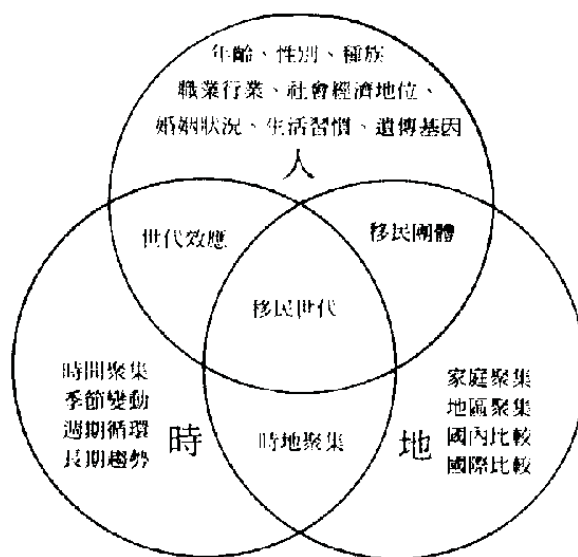 年齡、性別、種族
職業行業、社會經濟地位、
婚姻狀況、生活習慣、遺傳基因
人
世代效應
移民團體
移民世代
時間聚集
季節變動
週期循環
長期趨勢
時
時地聚集
地
家庭聚集
地區聚集
國內比較
國際比較